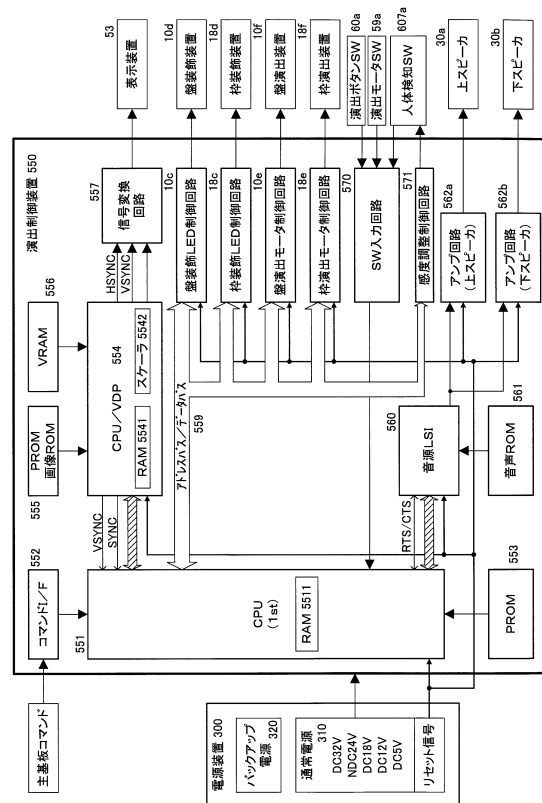 演出制御装置 550
主基板コマンド
552
コマンドI／F
555
PROM
画像ROM
VRAM
556
551
CPU
(1st)
RAM 5511
VSYNC
SYNC
CPU／VDP
554
RAM 5541
スケーラ 5542
HSYNC
VSYNC
557
信号変換
回路
表示装置
53
アドレスバス／データバス
559
10c
盤装飾LED制御回路
盤装飾装置
10d
18c
枠装飾LED制御回路
枠装飾装置
18d
10e
盤演出モータ制御回路
盤演出装置
10f
18e
枠演出モータ制御回路
枠演出装置
18f
570
SW入力回路
演出ボタンSW
60a
演出モータSW
59a
人体検知SW
607a
571
感度調整制御回路
RTS/CTS
560
音源LSI
音声ROM
561
562a
アンプ回路
(上スピーカ)
上スピーカ
30a
562b
アンプ回路
(下スピーカ)
下スピーカ
30b
PROM
553
電源装置 300
バックアップ
電源 320
通常電源
310
DC32V
NDC24V
DC18V
DC12V
DC5V
リセット信号